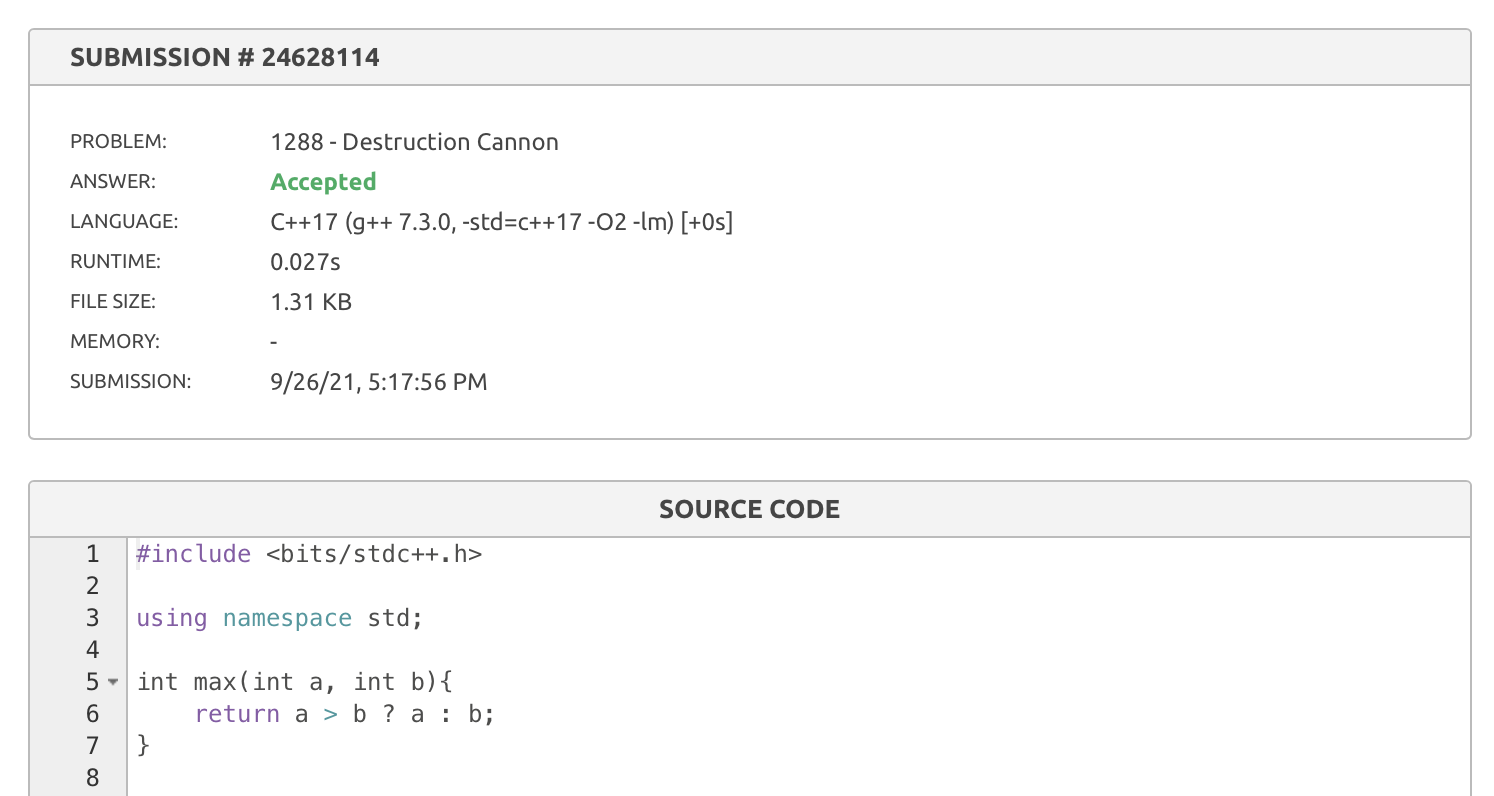 SUBMISSION # 24628114
PROBLEM: 1288 - Destruction Cannon
ANSWER: Accepted
LANGUAGE: C++17 (g++ 7.3.0, -std=c++17 -O2 -lm) [+0s]
RUNTIME: 0.027s
FILE SIZE: 1.31 KB
MEMORY: -
SUBMISSION: 9/26/21, 5:17:56 PM
SOURCE CODE
1 #include <bits/stdc++.h>
2
3 using namespace std;
4
5 int max(int a, int b){
6     return a > b ? a : b;
7 }
8